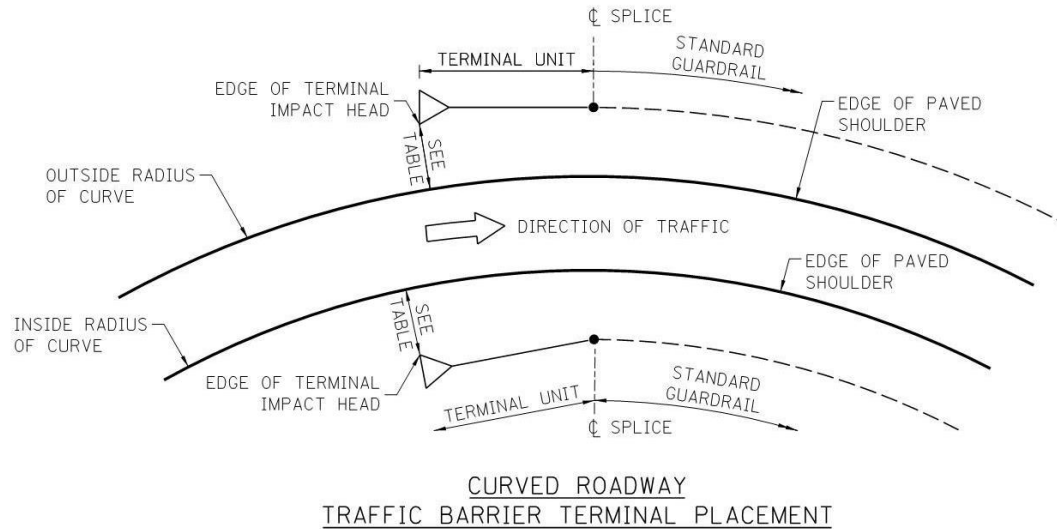 ℄ SPLICE
TERMINAL UNIT
STANDARD
GUARDRAIL
EDGE OF TERMINAL
IMPACT HEAD
EDGE OF PAVED
SHOULDER
SEE
TABLE
OUTSIDE RADIUS
OF CURVE
DIRECTION OF TRAFFIC
EDGE OF PAVED
SHOULDER
INSIDE RADIUS
OF CURVE
SEE
TABLE
EDGE OF TERMINAL
IMPACT HEAD
TERMINAL UNIT
STANDARD
GUARDRAIL
℄ SPLICE
CURVED ROADWAY
TRAFFIC BARRIER TERMINAL PLACEMENT